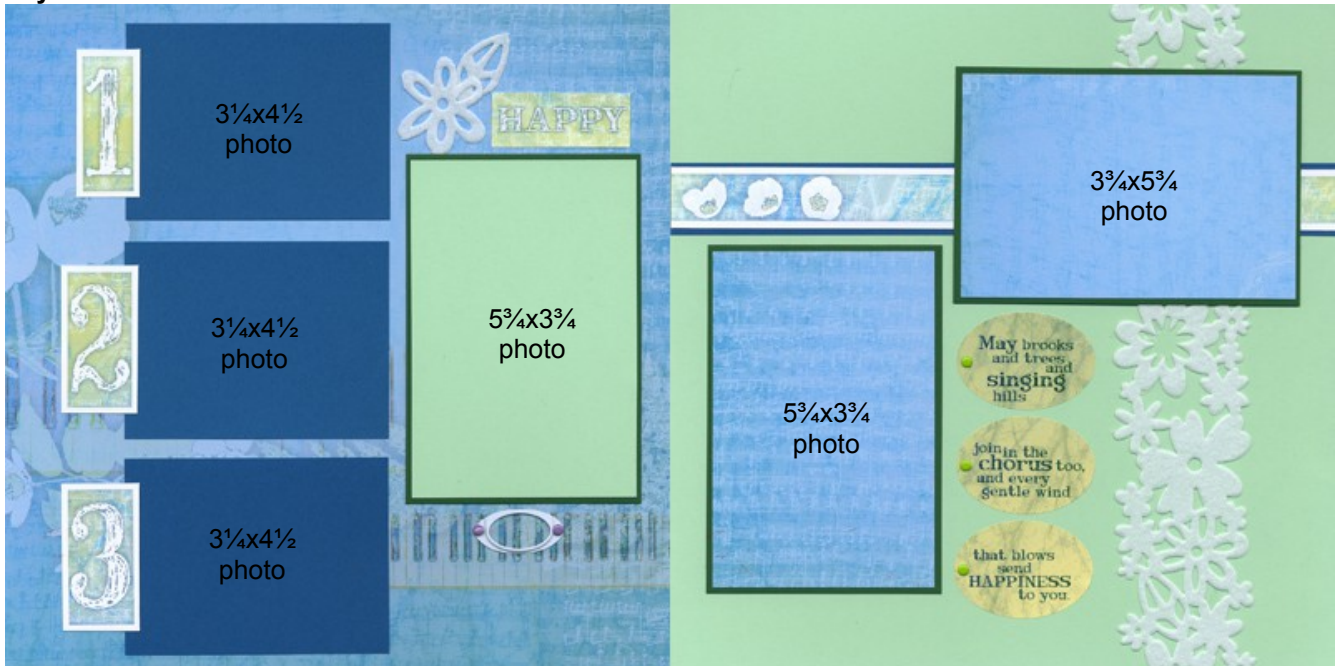 1
3¼x4½
photo
2
3¼x4½
photo
3
3¼x4½
photo
HAPPY
5¾x3¾
photo
3¾x5¾
photo
5¾x3¾
photo
May brooks
and trees
and
singing
hills
join in the
chorus too,
and every
gentle wind
that blows
send
HAPPINESS
to you.